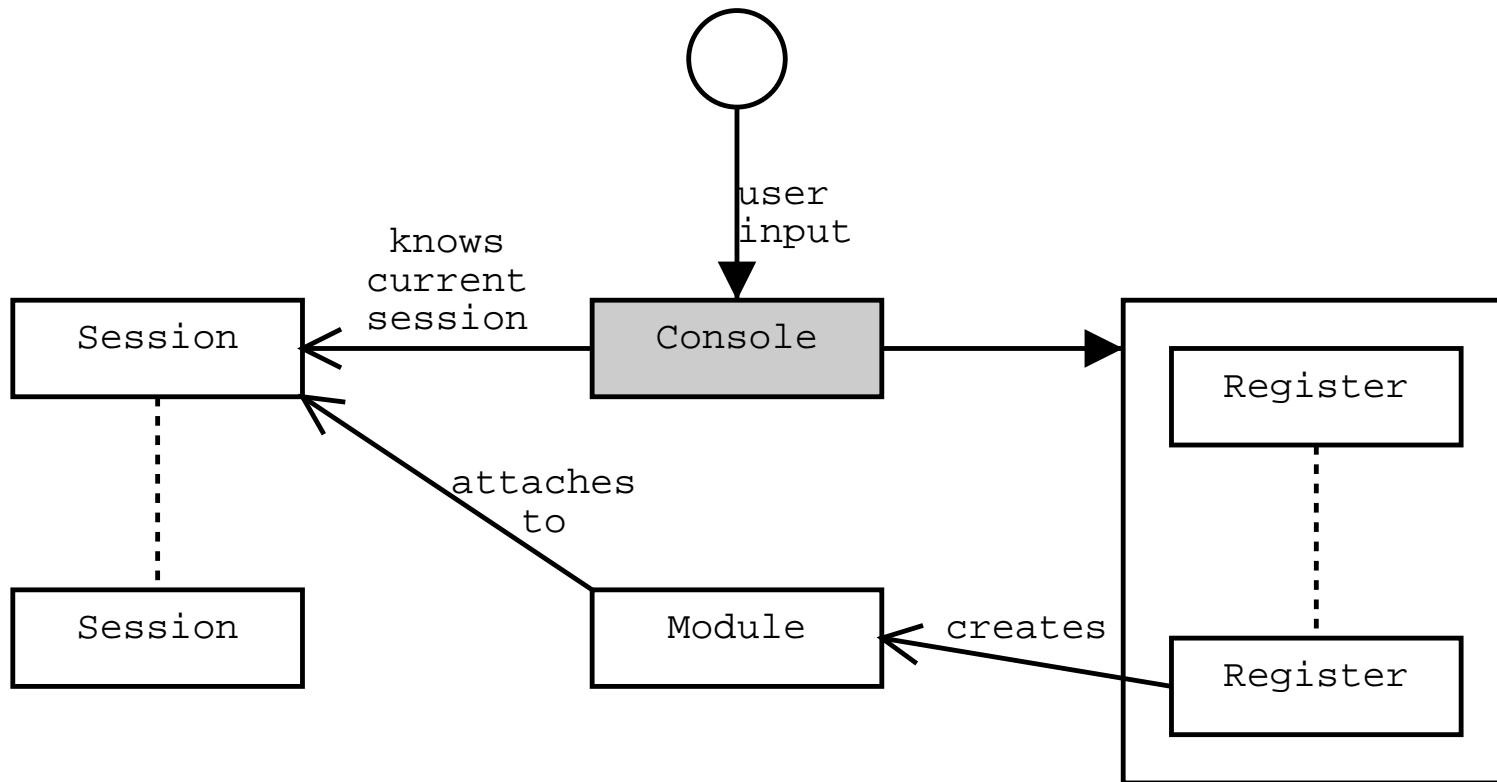 user
input
knows
current
session
Session
Console
Register
attaches
to
Session
Module
creates
Register